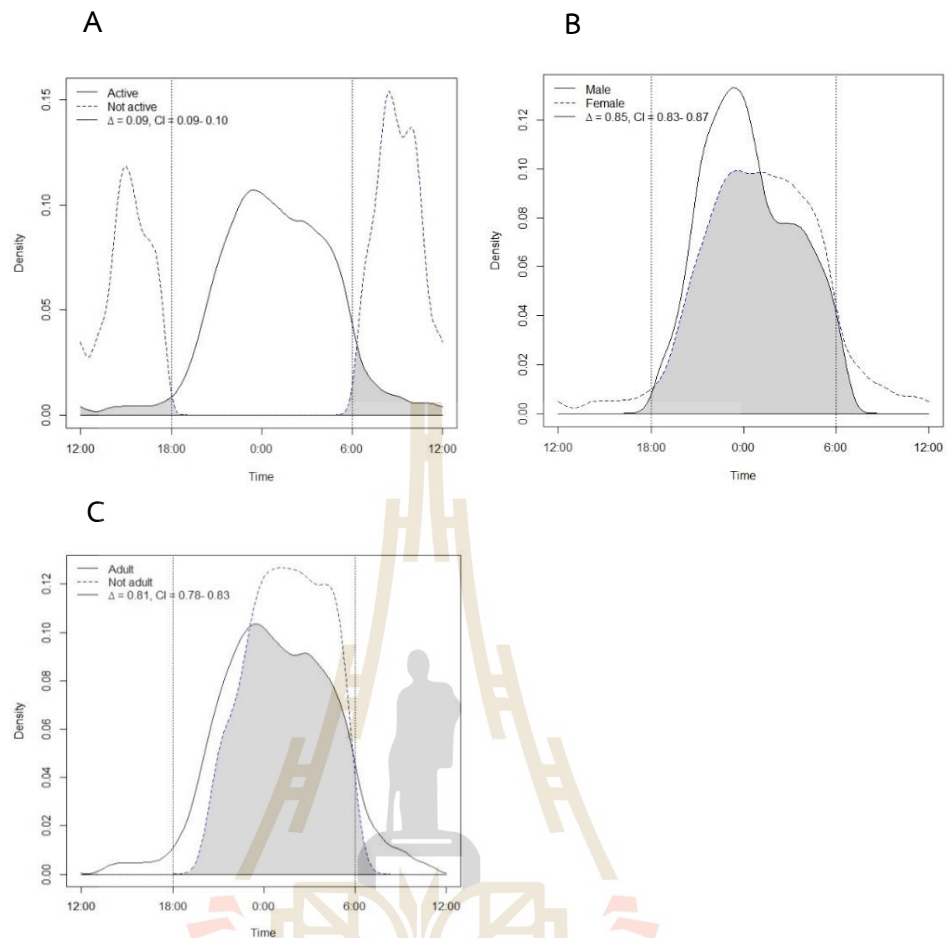 A
Active
Not active
Δ = 0.09, CI = 0.09- 0.10
Density
0.15
0.10
0.05
0.00
12:00 18:00 0:00 6:00 12:00
Time
B
Male
Female
Δ = 0.85, CI = 0.83- 0.87
Density
0.12
0.10
0.08
0.06
0.04
0.02
0.00
12:00 18:00 0:00 6:00 12:00
Time
C
Adult
Not adult
Δ = 0.81, CI = 0.78- 0.83
Density
0.12
0.10
0.08
0.06
0.04
0.02
0.00
12:00 18:00 0:00 6:00 12:00
Time